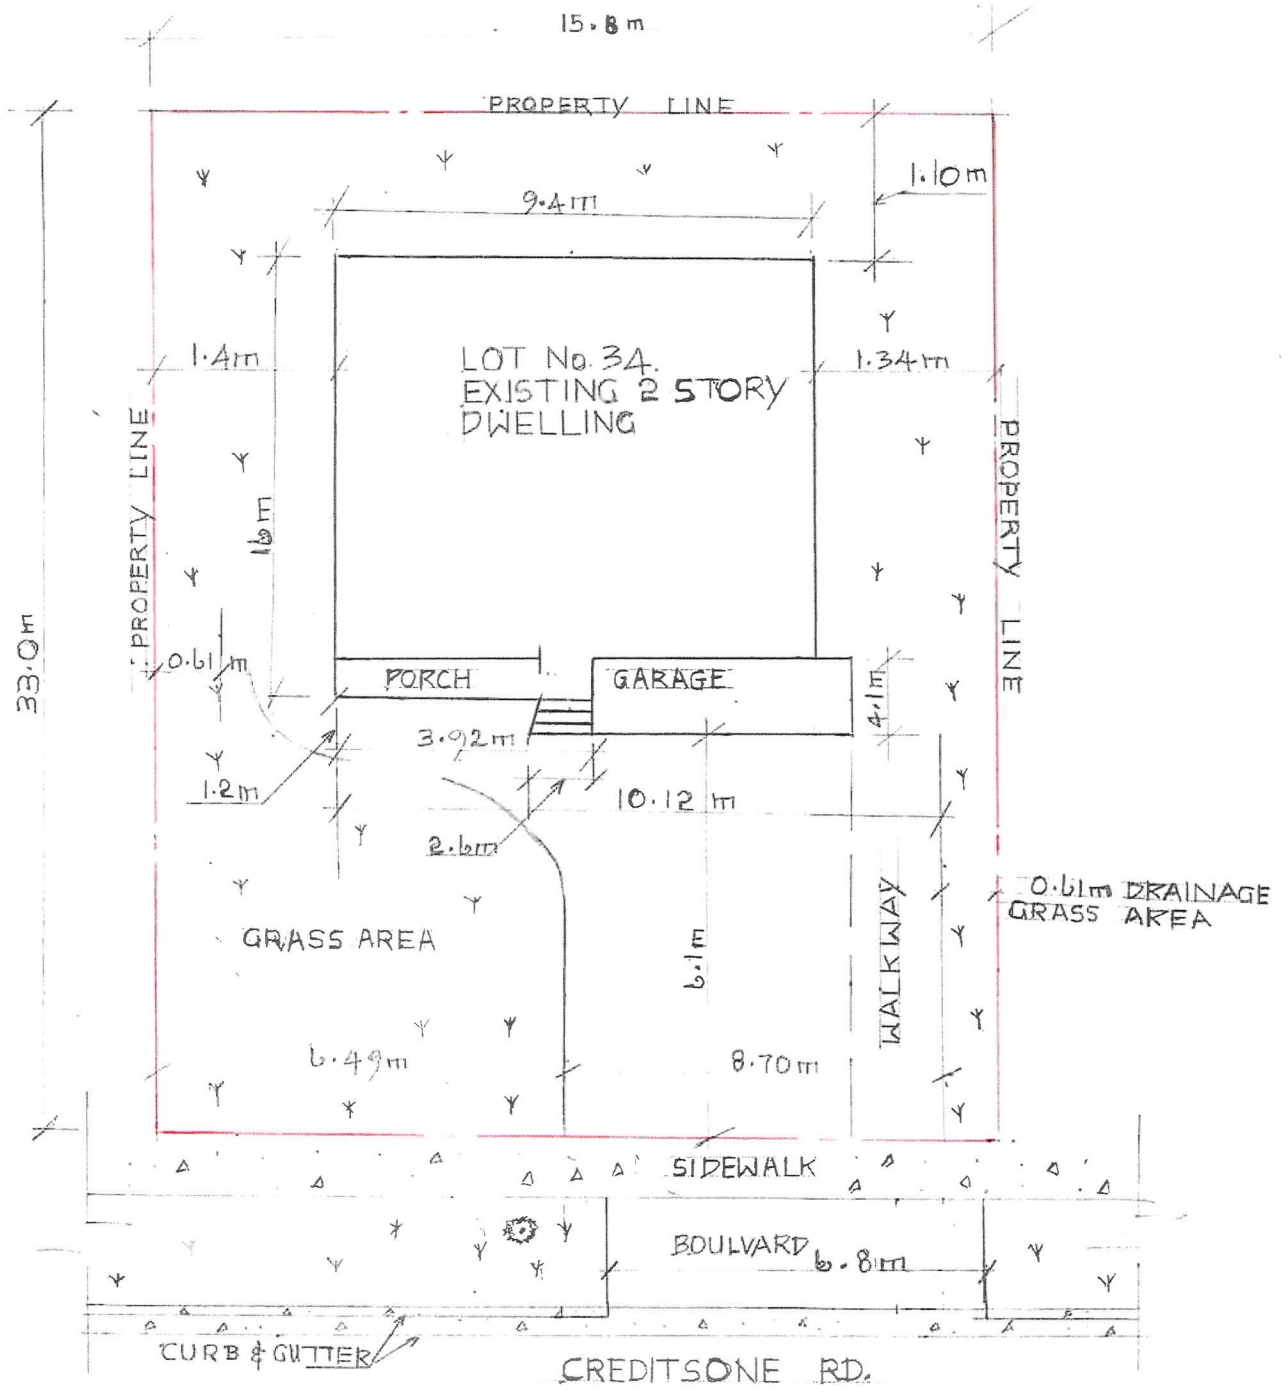 15.8m
PROPERTY LINE
1.10m
9.4m
1.4m
LOT No. 34.
EXISTING 2 STORY
DWELLING
1.34m
PROPERTY LINE
PROPERTY LINE
16m
33.0m
0.61m
PORCH
GARAGE
4.1m
3.92m
1.2m
10.12 m
2.6m
WALKWAY
0.61m DRAINAGE
GRASS AREA
GRASS AREA
6.1m
6.49m
8.70m
SIDEWALK
BOULVARD
6.8m
CURB & GUTTER
CREDITSONE RD.